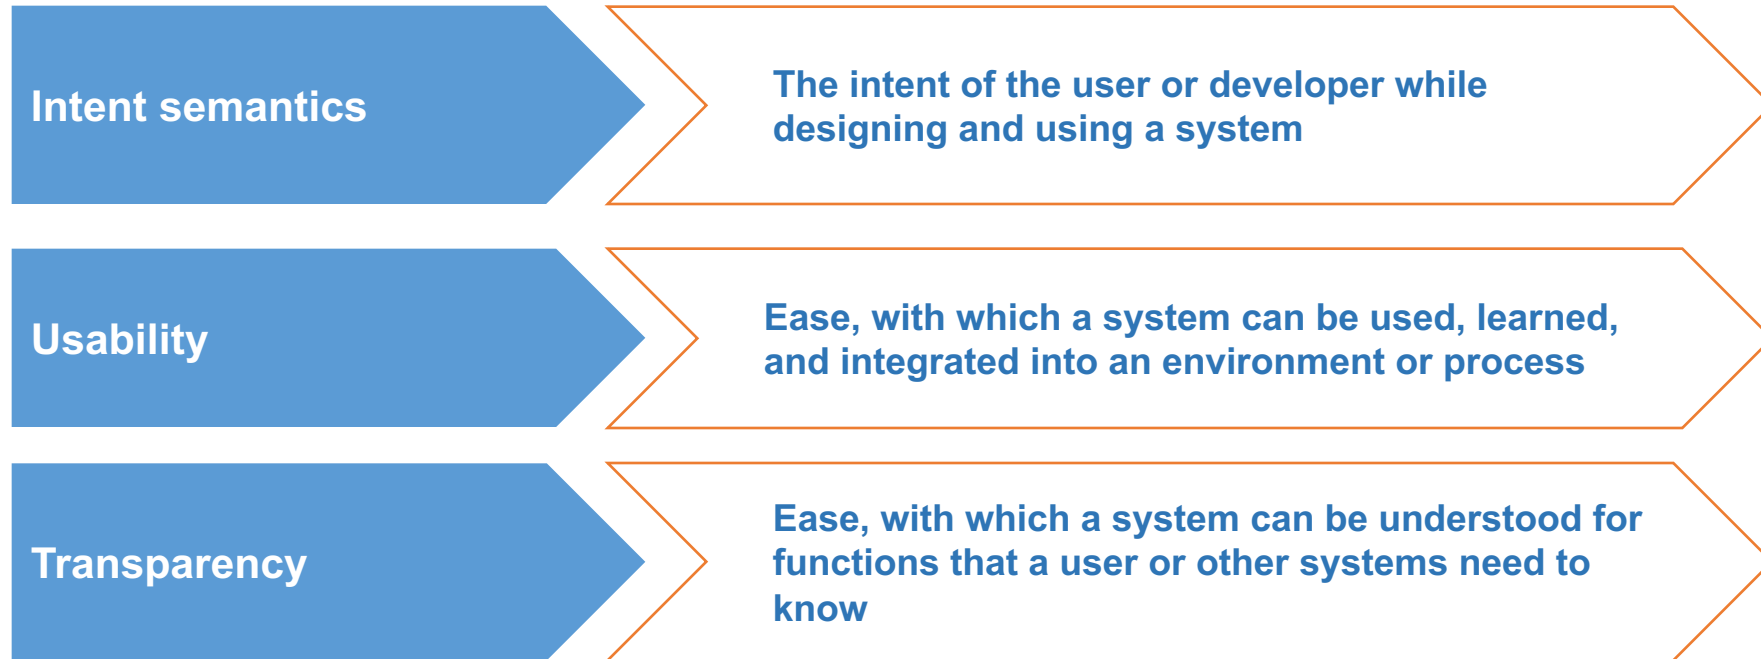 Intent semantics
The intent of the user or developer while
designing and using a system
Usability
Ease, with which a system can be used, learned,
and integrated into an environment or process
Transparency
Ease, with which a system can be understood for
functions that a user or other systems need to
know